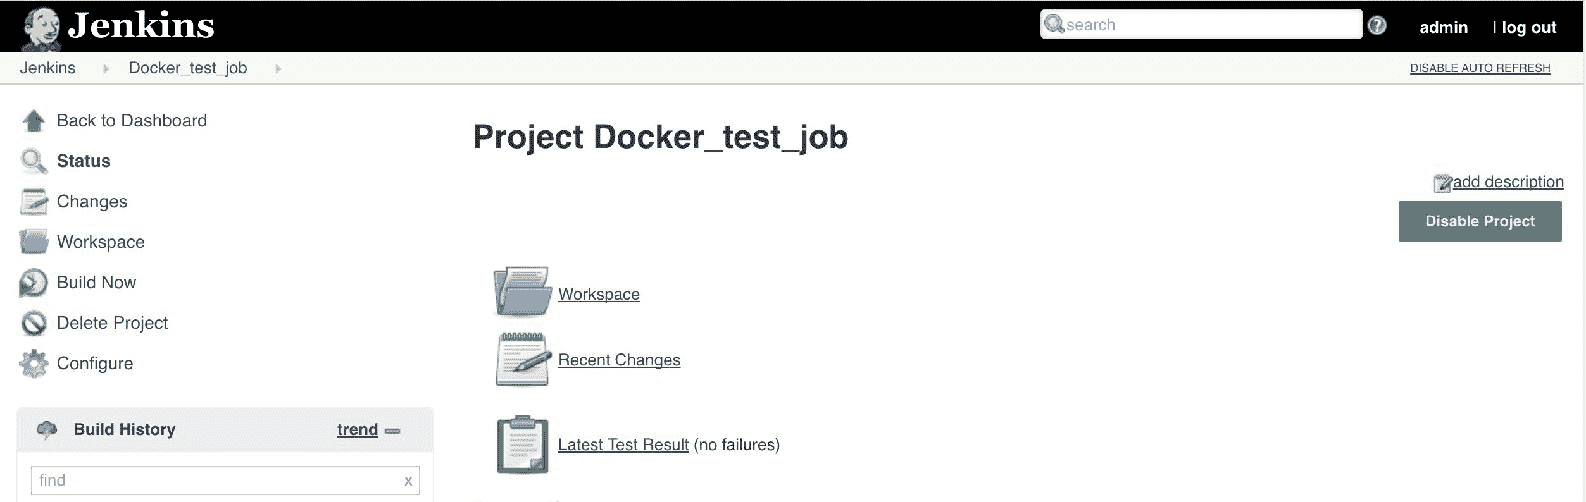 Jenkins
search
admin | log out
Jenkins Docker_test_job
DISABLE AUTO REFRESH
Back to Dashboard
Status
Changes
Workspace
Build Now
Delete Project
Configure
Build History trend
find x
Project Docker_test_job
add description
Disable Project
Workspace
Recent Changes
Latest Test Result (no failures)